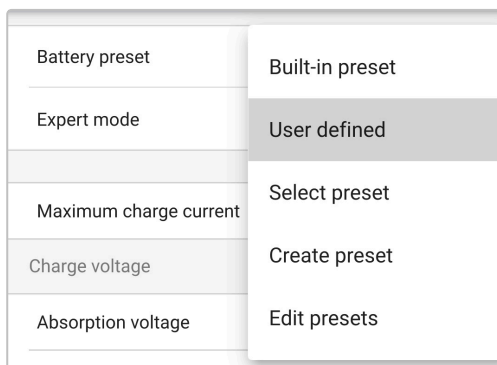 Battery preset
Built-in preset
Expert mode
User defined
Select preset
Maximum charge current
Create preset
Charge voltage
Absorption voltage
Edit presets